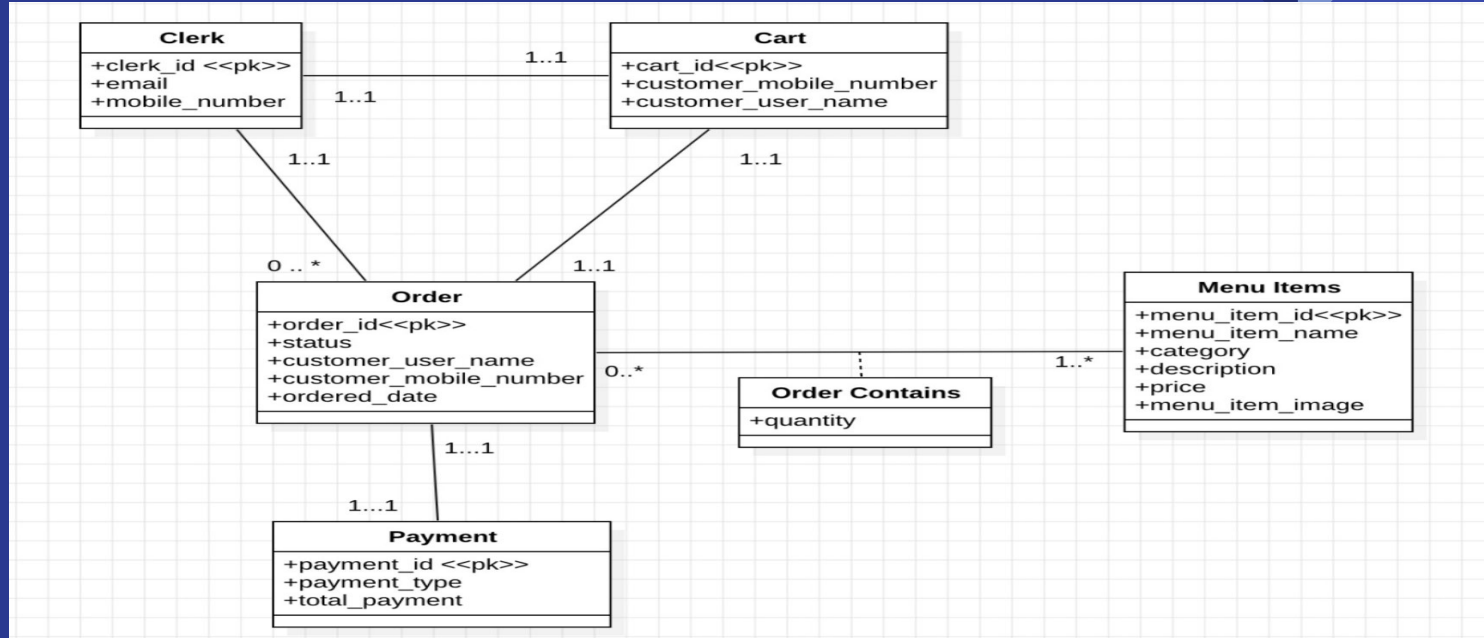 Clerk
+clerk_id <<pk>>
+email
+mobile_number
1..1
1..1
Cart
+cart_id<<pk>>
+customer_mobile_number
+customer_user_name
1..1
1..1
0 .. *
1..1
Order
+order_id<<pk>>
+status
+customer_user_name
+customer_mobile_number
+ordered_date
0..*
1..*
Order Contains
+quantity
Menu Items
+menu_item_id<<pk>>
+menu_item_name
+category
+description
+price
+menu_item_image
1...1
1...1
Payment
+payment_id <<pk>>
+payment_type
+total_payment